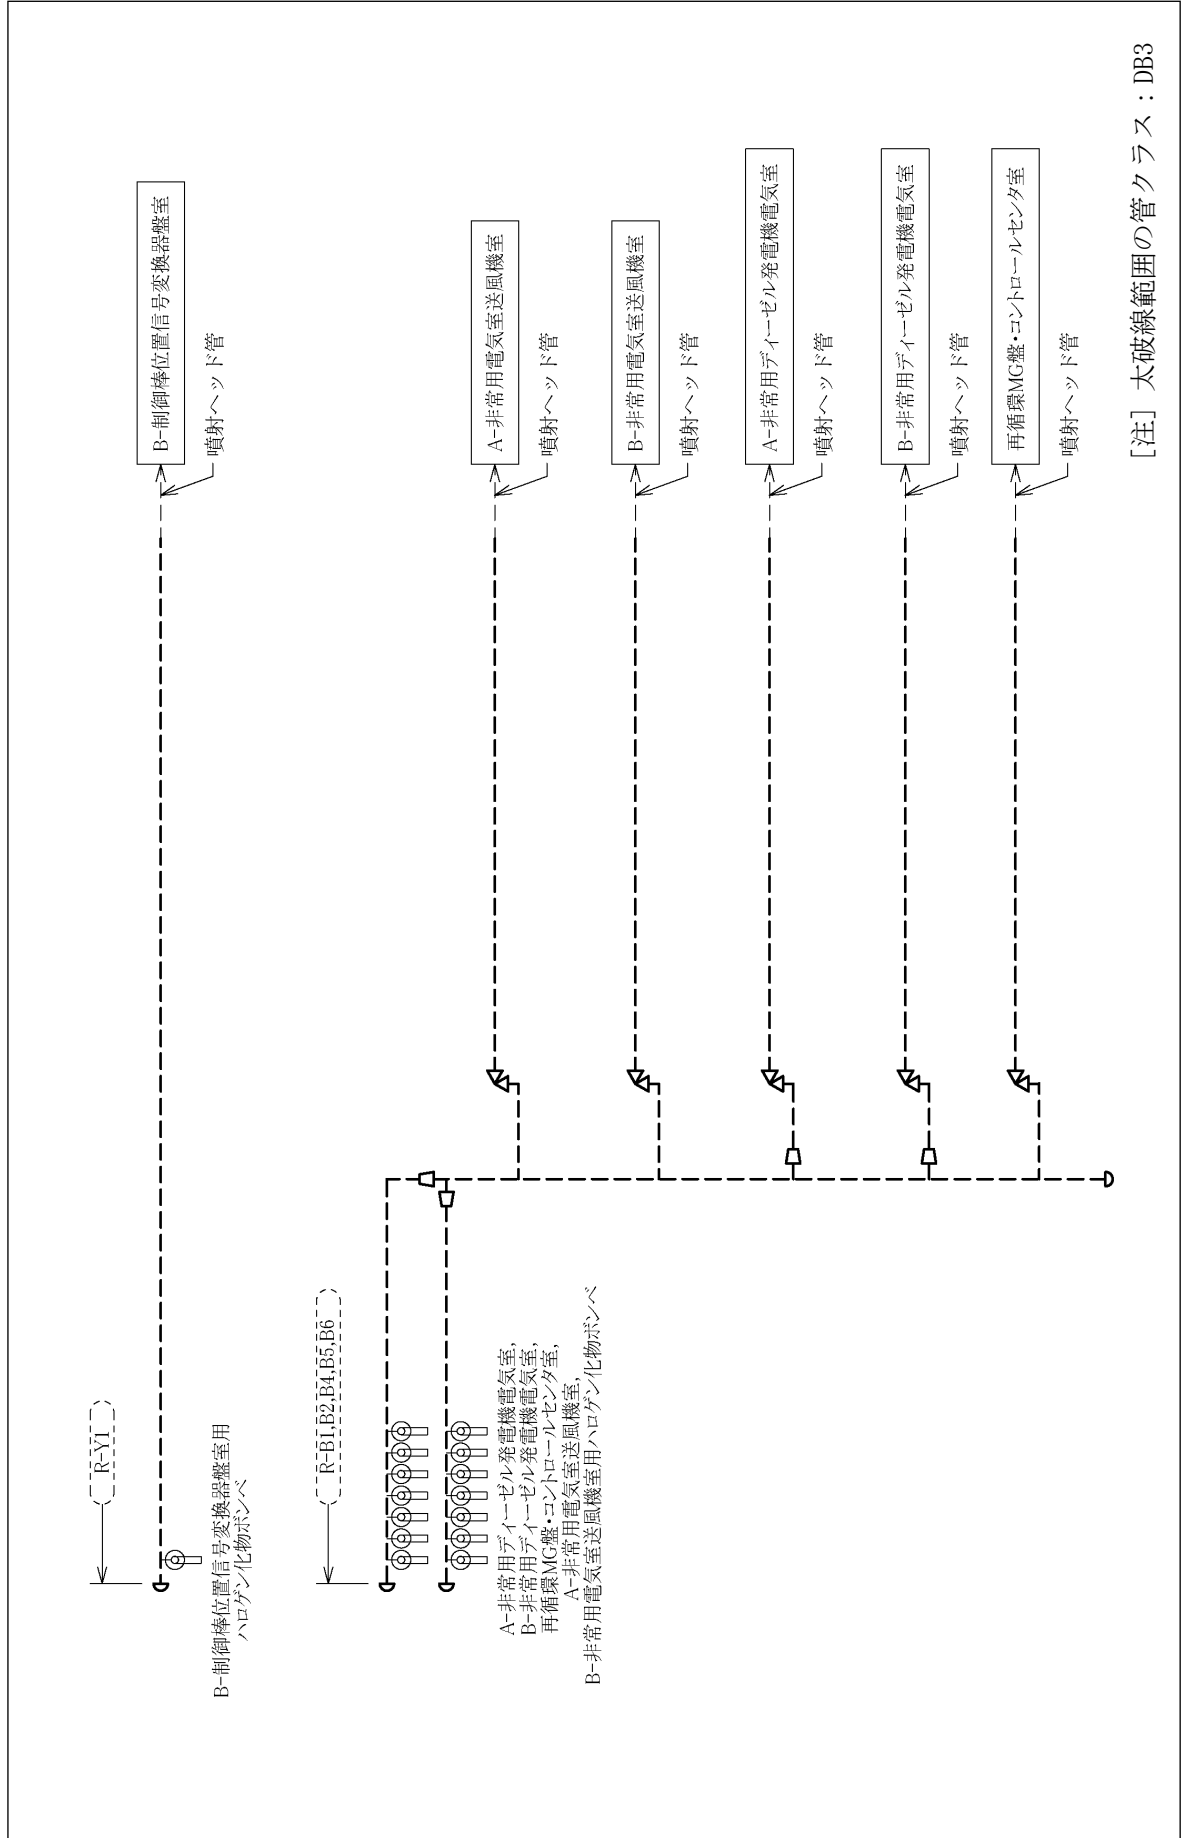 R-Y1
B-制御棒位置信号変換器盤室用
ハロゲン化物ボンベ
B-制御棒位置信号変換器盤室
噴射ヘッド管
R-B1,B2,B4,B5,B6
A-非常用ディーゼル発電機電気室,
B-非常用ディーゼル発電機電気室,
再循環MG盤・コントロールセンタ室,
A-非常用電気室送風機室,
B-非常用電気室送風機室用ハロゲン化物ボンベ
A-非常用電気室送風機室
噴射ヘッド管
B-非常用電気室送風機室
噴射ヘッド管
A-非常用ディーゼル発電機電気室
噴射ヘッド管
B-非常用ディーゼル発電機電気室
噴射ヘッド管
再循環MG盤・コントロールセンタ室
噴射ヘッド管
[注] 太破線範囲の管クラス：DB3